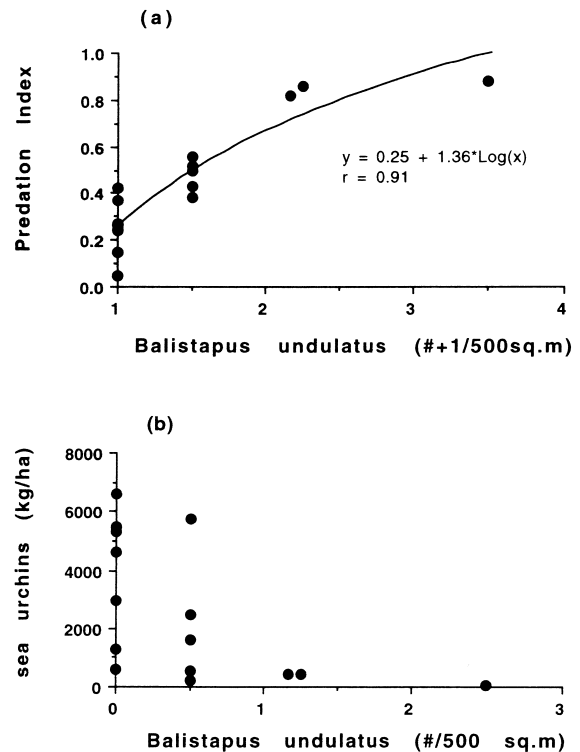 (a)
1.0
0.8
0.6
0.4
0.2
0.0
Predation Index
y = 0.25 + 1.36*Log(x)
r = 0.91
1 2 3 4
Balistapus undulatus (#+1/500sq.m)
(b)
8000
6000
4000
2000
0
sea urchins (kg/ha)
0 1 2 3
Balistapus undulatus (#/500 sq.m)